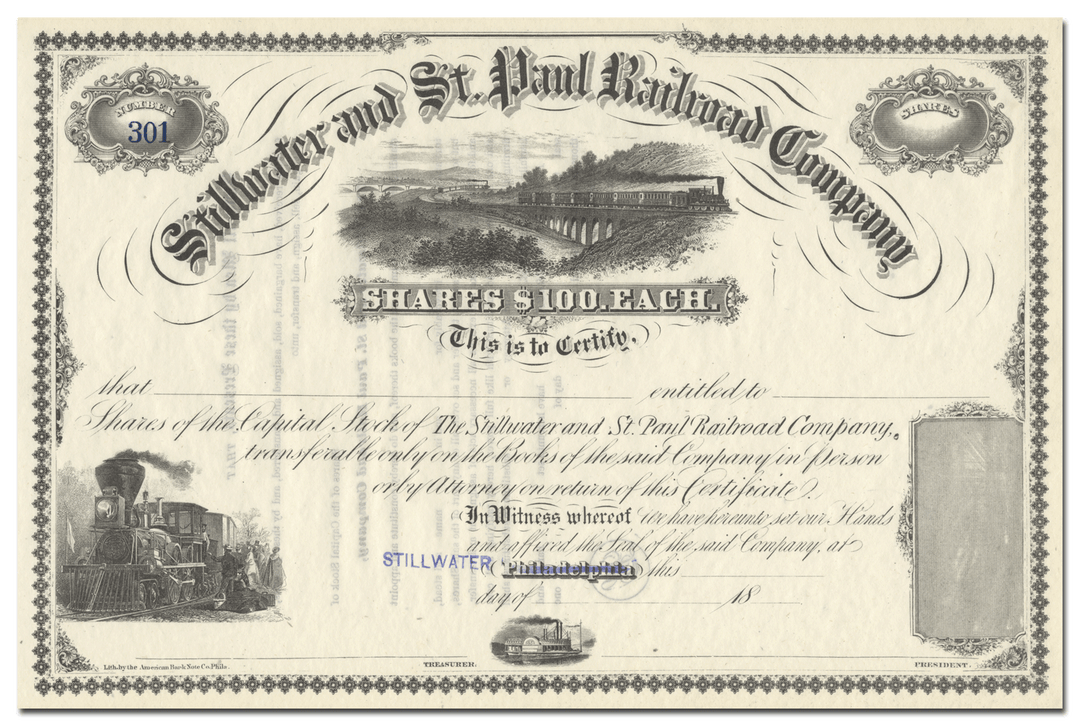 Stillwater and St. Paul Railroad Company
NUMBER
301
SHARES
SHARES $100. EACH.
This is to Certify,
that entitled to
Shares of the Capital Stock of The Stillwater and St. Paul Railroad Company,
transferable only on the Books of the said Company in Person
or by Attorney on return of this Certificate.
In Witness whereof We have hereunto set our Hands
and affixed the Seal of the said Company, at
STILLWATER Philadelphia this
day of 18
Lith. by the American Bank Note Co. Phila.
TREASURER.
PRESIDENT.